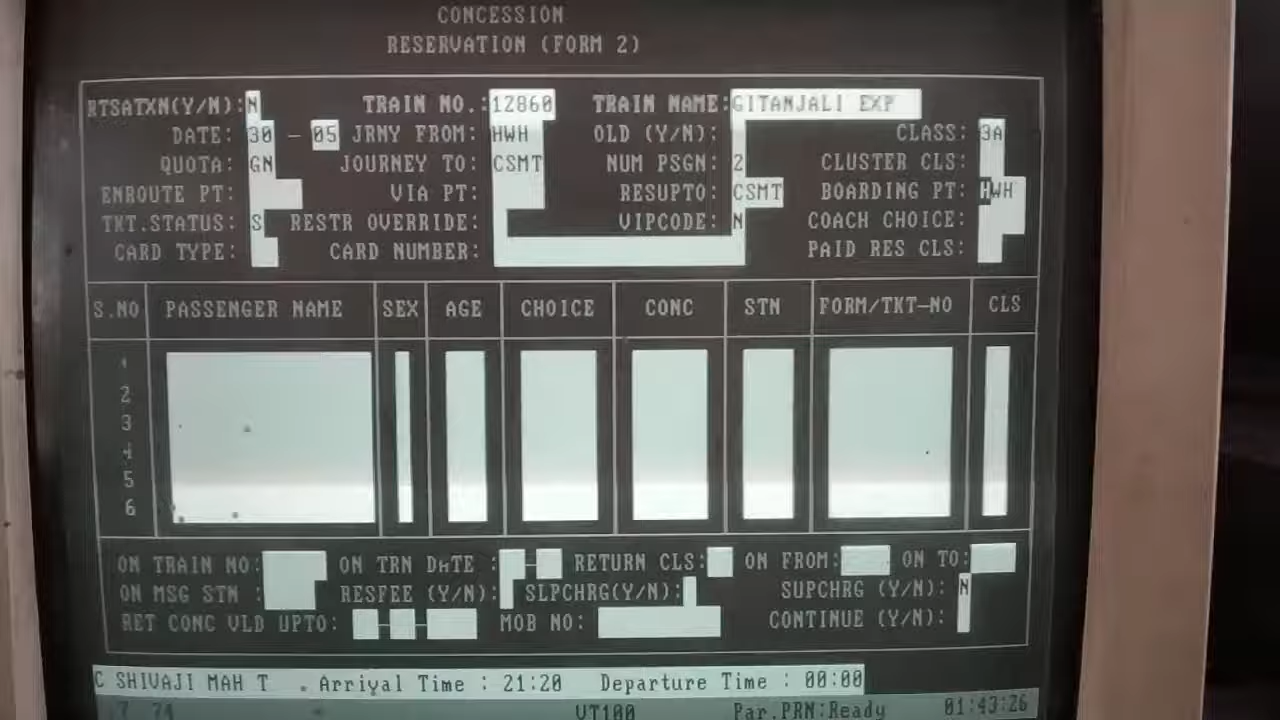 CONCESSION
RESERVATION (FORM 2)
RTSATXN(Y/N):N TRAIN NO.:12860 TRAIN NAME:GITANJALI EXP
DATE: 30 - 05 JRNY FROM: HWH OLD (Y/N): CLASS: 3A
QUOTA: GN JOURNEY TO: CSMT NUM PSGN: 2 CLUSTER CLS:
ENROUTE PT: VIA PT: RESUPTO: CSMT BOARDING PT: HWH
TKT.STATUS: S RESTR OVERRIDE: VIPCODE: N COACH CHOICE:
CARD TYPE: CARD NUMBER: PAID RES CLS:
S.NO PASSENGER NAME SEX AGE CHOICE CONC STN FORM/TKT-NO CLS
1
2
3
4
5
6
ON TRAIN NO: ON TRN DATE : - RETURN CLS: ON FROM: ON TO:
ON MSG STN : RESFEE (Y/N): SLPCHRG(Y/N): SUPCHRG (Y/N): N
RET CONC VLD UPTO: - - MOB NO: CONTINUE (Y/N):
C SHIVAJI MAH T . Arriyal Time : 21:20 Departure Time : 00:00
7 74 VT100 Par.PRN:Ready 01:43:26